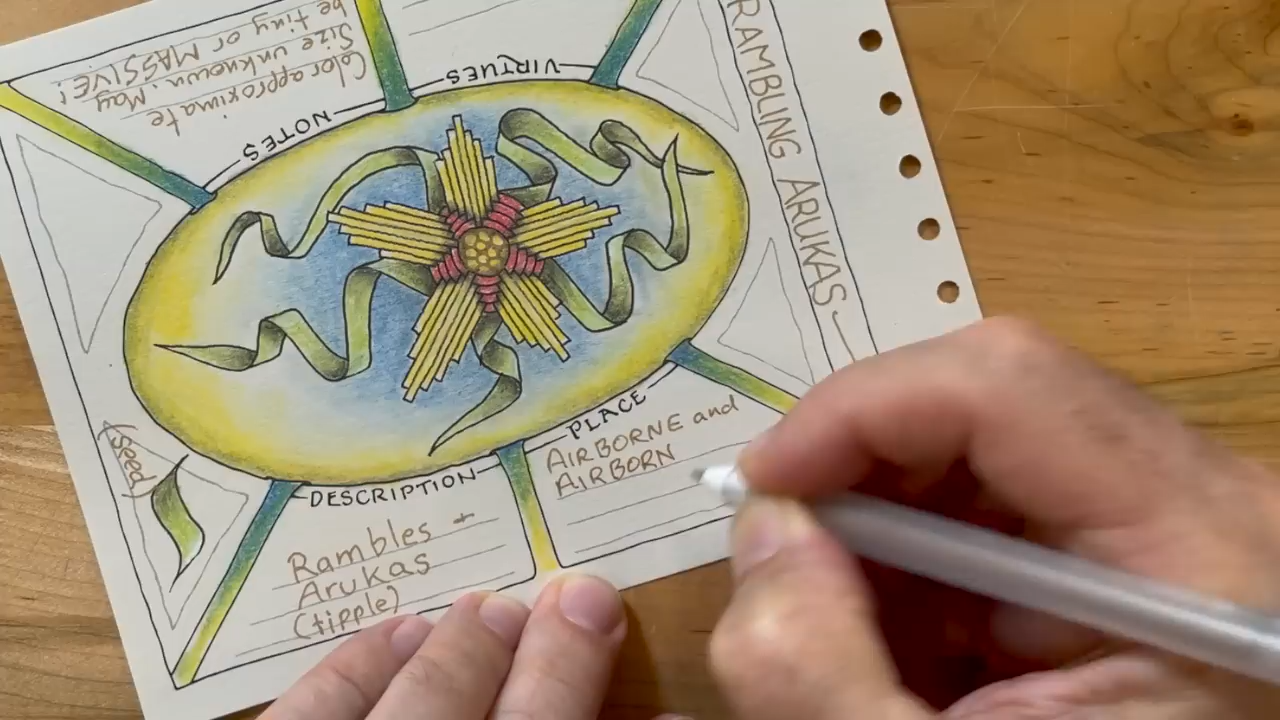 RAMBLING ARUKAS
VIRTUES
NOTES
Color approximate
Size unknown. May
be tiny or MASSIVE!
PLACE
AIRBORNE and
AIRBORN
DESCRIPTION
Rambles +
Arukas
(tipple)
(seed)